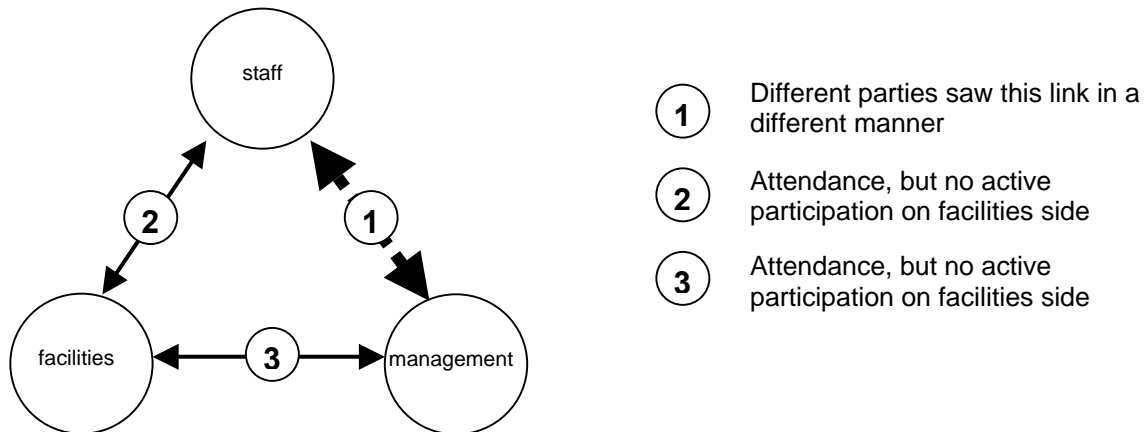 staff
2
1
facilities
3
management
1
Different parties saw this link in a
different manner
2
Attendance, but no active
participation on facilities side
3
Attendance, but no active
participation on facilities side